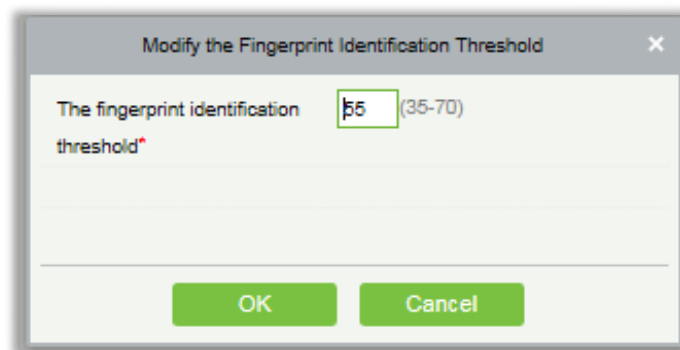 Modify the Fingerprint Identification Threshold ×
The fingerprint identification 55 (35-70)
threshold*
OK Cancel